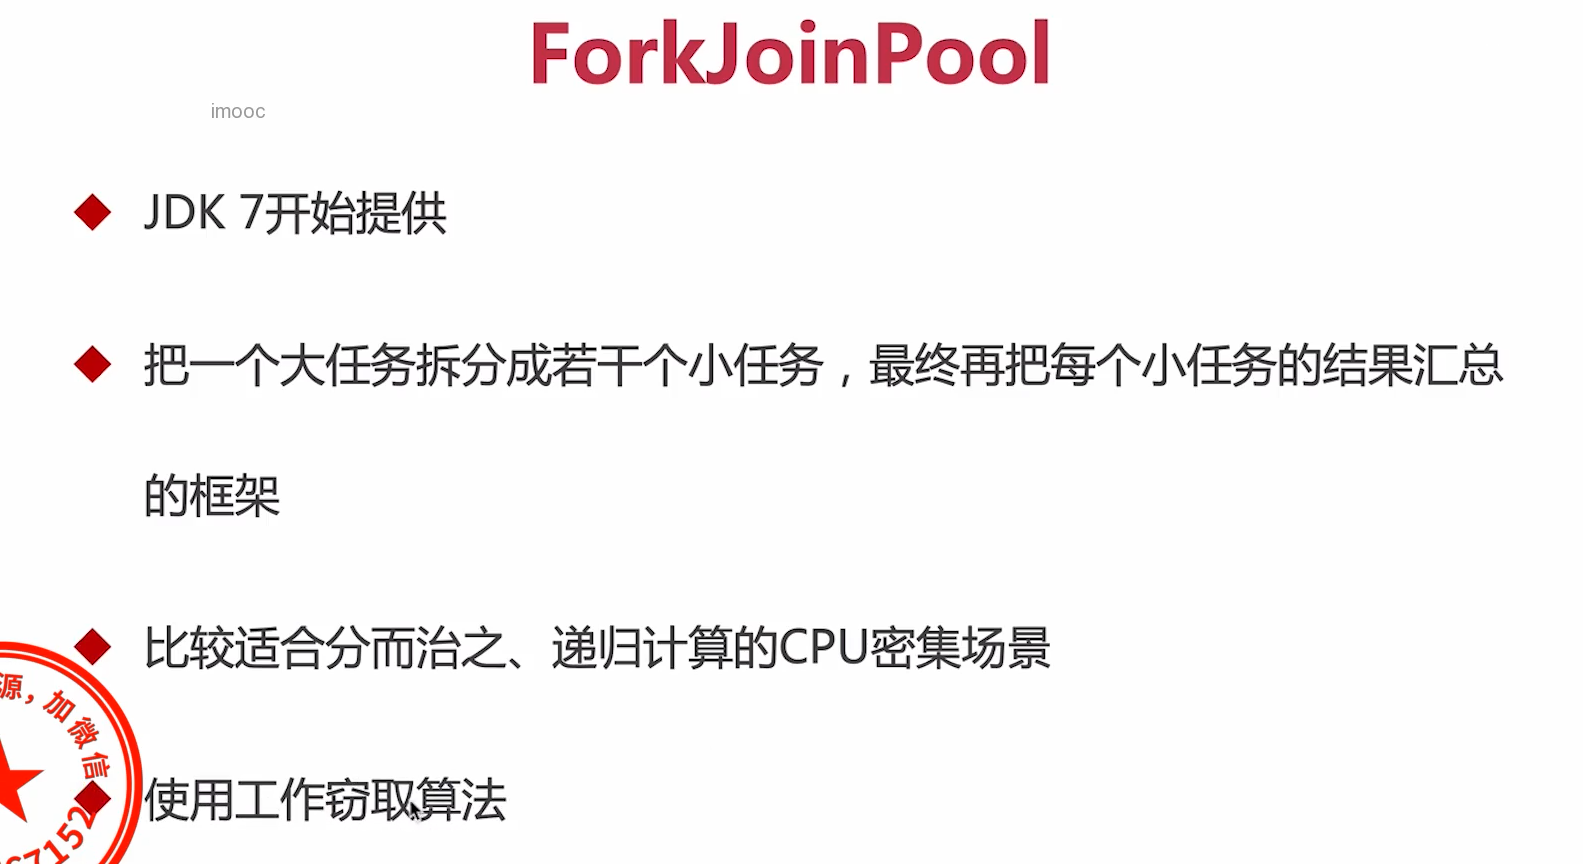 ForkJoinPool
imooc
JDK 7开始提供
把一个大任务拆分成若干个小任务，最终再把每个小任务的结果汇总
的框架
比较适合分而治之、递归计算的CPU密集场景
源，加微信
使用工作窃取算法
67152